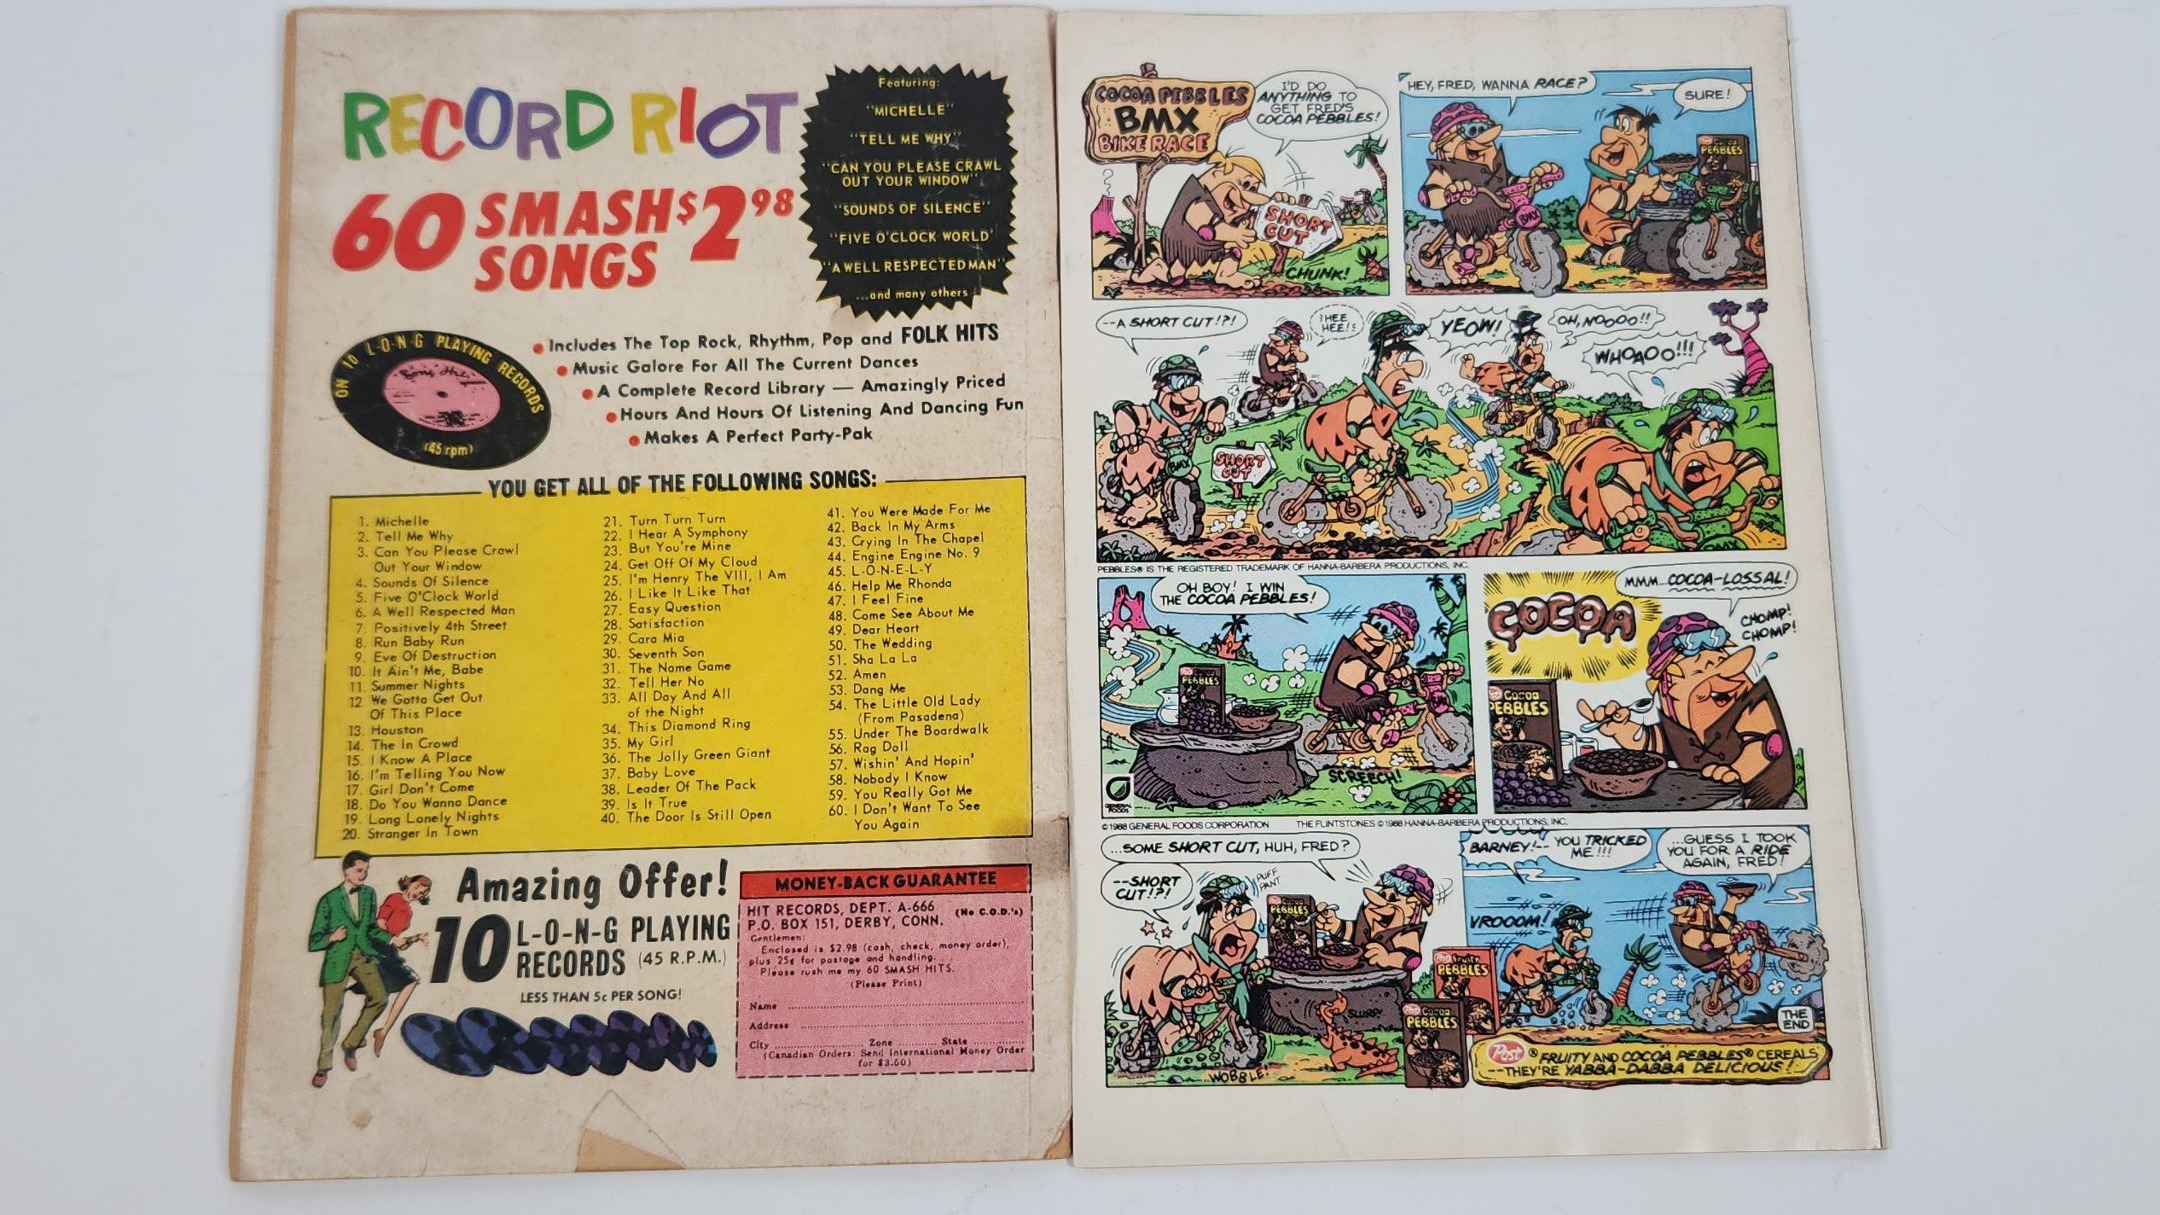 RECORD RIOT
60 SMASH SONGS $2.98
Featuring:
"MICHELLE"
"TELL ME WHY"
"CAN YOU PLEASE CRAWL
OUT YOUR WINDOW"
"SOUNDS OF SILENCE"
"FIVE O'CLOCK WORLD'
"A WELL RESPECTED MAN"
...and many others
ON 10 L-O-N-G PLAYING RECORDS
(45 rpm)
Includes The Top Rock, Rhythm, Pop and FOLK HITS
Music Galore For All The Current Dances
A Complete Record Library — Amazingly Priced
Hours And Hours Of Listening And Dancing Fun
Makes A Perfect Party-Pak
YOU GET ALL OF THE FOLLOWING SONGS:
1. Michelle
2. Tell Me Why
3. Can You Please Crawl
Out Your Window
4. Sounds Of Silence
5. Five O'Clock World
6. A Well Respected Man
7. Positively 4th Street
8. Run Baby Run
9. Eve Of Destruction
10. It Ain't Me, Babe
11. Summer Nights
12. We Gotta Get Out
Of This Place
13. Houston
14. The In Crowd
15. I Know A Place
16. I'm Telling You Now
17. Girl Don't Come
18. Do You Wanna Dance
19. Long Lonely Nights
20. Stranger In Town
21. Turn Turn Turn
22. I Hear A Symphony
23. But You're Mine
24. Get Off Of My Cloud
25. I'm Henry The VIII, I Am
26. I Like It Like That
27. Easy Question
28. Satisfaction
29. Cara Mia
30. Seventh Son
31. The Name Game
32. Tell Her No
33. All Day And All
of the Night
34. This Diamond Ring
35. My Girl
36. The Jolly Green Giant
37. Baby Love
38. Leader Of The Pack
39. Is It True
40. The Door Is Still Open
41. You Were Made For Me
42. Back In My Arms
43. Crying In The Chapel
44. Engine Engine No. 9
45. L-O-N-E-L-Y
46. Help Me Rhonda
47. I Feel Fine
48. Come See About Me
49. Dear Heart
50. The Wedding
51. Sha La La
52. Amen
53. Dang Me
54. The Little Old Lady
(From Pasadena)
55. Under The Boardwalk
56. Rag Doll
57. Wishin' And Hopin'
58. Nobody I Know
59. You Really Got Me
60. I Don't Want To See
You Again
Amazing Offer!
10 L-O-N-G PLAYING
RECORDS (45 R.P.M.)
LESS THAN 5c PER SONG!
MONEY-BACK GUARANTEE
HIT RECORDS, DEPT. A-666 (No C.O.D.'s)
P.O. BOX 151, DERBY, CONN.
Gentlemen:
Enclosed is $2.98 (cash, check, money order),
plus 25¢ for postage and handling.
Please rush me my 60 SMASH HITS.
(Please Print)
Name
Address
City Zone State
(Canadian Orders: Send International Money Order
for $3.50)
COCOA PEBBLES
BMX
BIKE RACE
I'D DO
ANYTHING TO
GET FRED'S
COCOA PEBBLES!
SHORT
CUT
CHUNK!
HEY, FRED, WANNA RACE?
SURE!
Cocoa
PEBBLES
BMX
--A SHORT CUT!?!
HEE
HEE!
YEOW!
OH, NOOOO!!
WHOAOO!!!
BMX
SHORT
CUT
BMX
PEBBLES® IS THE REGISTERED TRADEMARK OF HANNA-BARBERA PRODUCTIONS, INC.
OH BOY! I WIN
THE COCOA PEBBLES!
PEBBLES
SCREECH!
GENERAL
FOODS
MMM...COCOA-LOSSAL!
COCOA
CHOMP!
CHOMP!
Post
Cocoa
PEBBLES
©1988 GENERAL FOODS CORPORATION THE FLINTSTONES ©1988 HANNA-BARBERA PRODUCTIONS, INC.
...SOME SHORT CUT, HUH, FRED?
--SHORT
CUT!?!
PUFF
PANT
PEBBLES
SLURP!
WOBBLE!
BARNEY!-- YOU TRICKED
ME!!!
...GUESS I TOOK
YOU FOR A RIDE
AGAIN, FRED!
VROOOM!
Fruity
PEBBLES
Post
Cocoa
PEBBLES
THE
END
Post ® FRUITY AND COCOA PEBBLES® CEREALS
--THEY'RE YABBA-DABBA DELICIOUS!